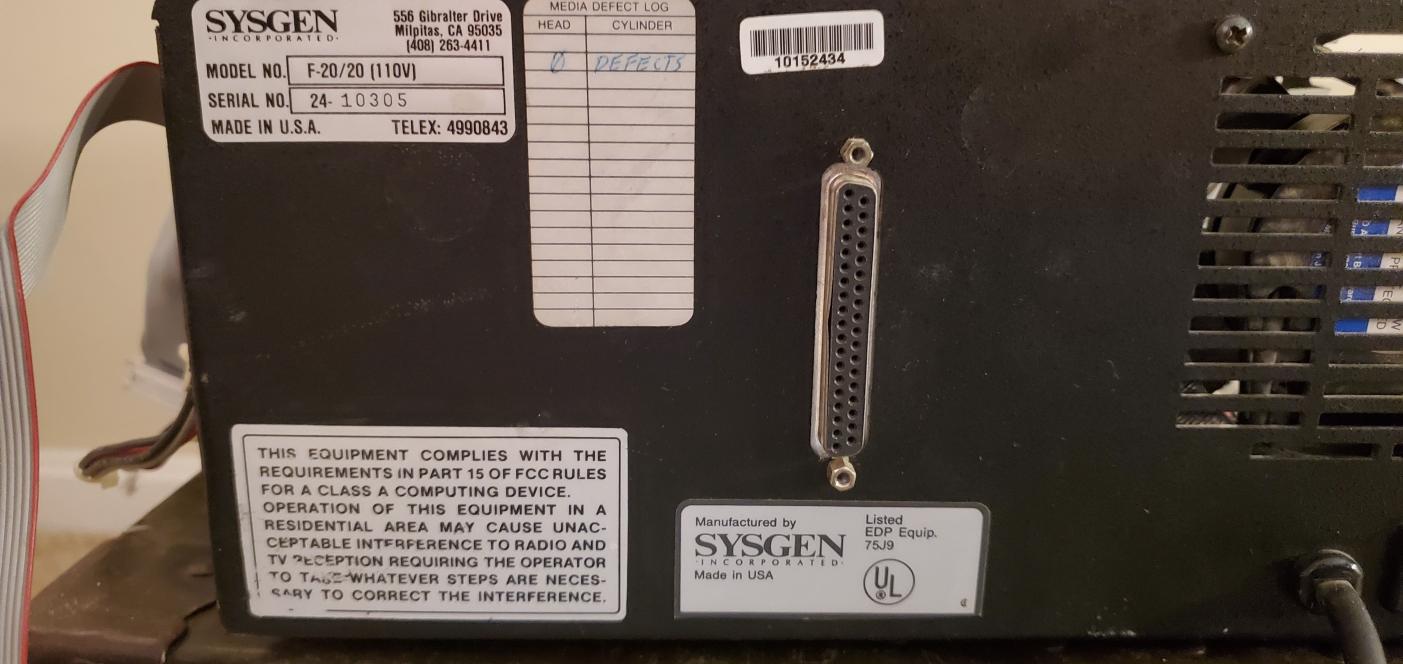 SYSGEN
·INCORPORATED·
556 Gibralter Drive
Milpitas, CA 95035
(408) 263-4411
MODEL NO. F-20/20 (110V)
SERIAL NO. 24- 10305
MADE IN U.S.A. TELEX: 4990843
MEDIA DEFECT LOG
HEAD CYLINDER
0 DEFECTS
10152434
THIS EQUIPMENT COMPLIES WITH THE
REQUIREMENTS IN PART 15 OF FCC RULES
FOR A CLASS A COMPUTING DEVICE.
OPERATION OF THIS EQUIPMENT IN A
RESIDENTIAL AREA MAY CAUSE UNAC-
CEPTABLE INTERFERENCE TO RADIO AND
TV RECEPTION REQUIRING THE OPERATOR
TO TAKE WHATEVER STEPS ARE NECES-
SARY TO CORRECT THE INTERFERENCE.
Manufactured by
SYSGEN
·INCORPORATED·
Made in USA
Listed
EDP Equip.
75J9
UL